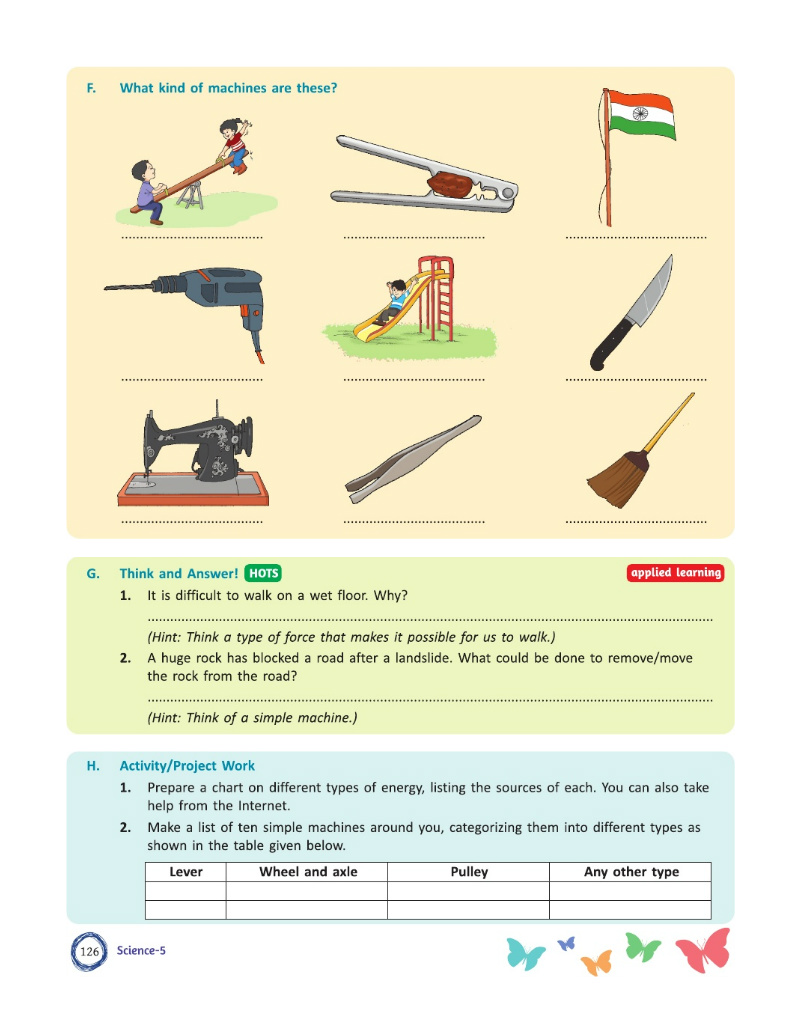 F. What kind of machines are these?
G. Think and Answer! HOTS applied learning
1. It is difficult to walk on a wet floor. Why?
(Hint: Think a type of force that makes it possible for us to walk.)
2. A huge rock has blocked a road after a landslide. What could be done to remove/move
the rock from the road?
(Hint: Think of a simple machine.)
H. Activity/Project Work
1. Prepare a chart on different types of energy, listing the sources of each. You can also take
help from the Internet.
2. Make a list of ten simple machines around you, categorizing them into different types as
shown in the table given below.
Lever Wheel and axle Pulley Any other type
126 Science-5